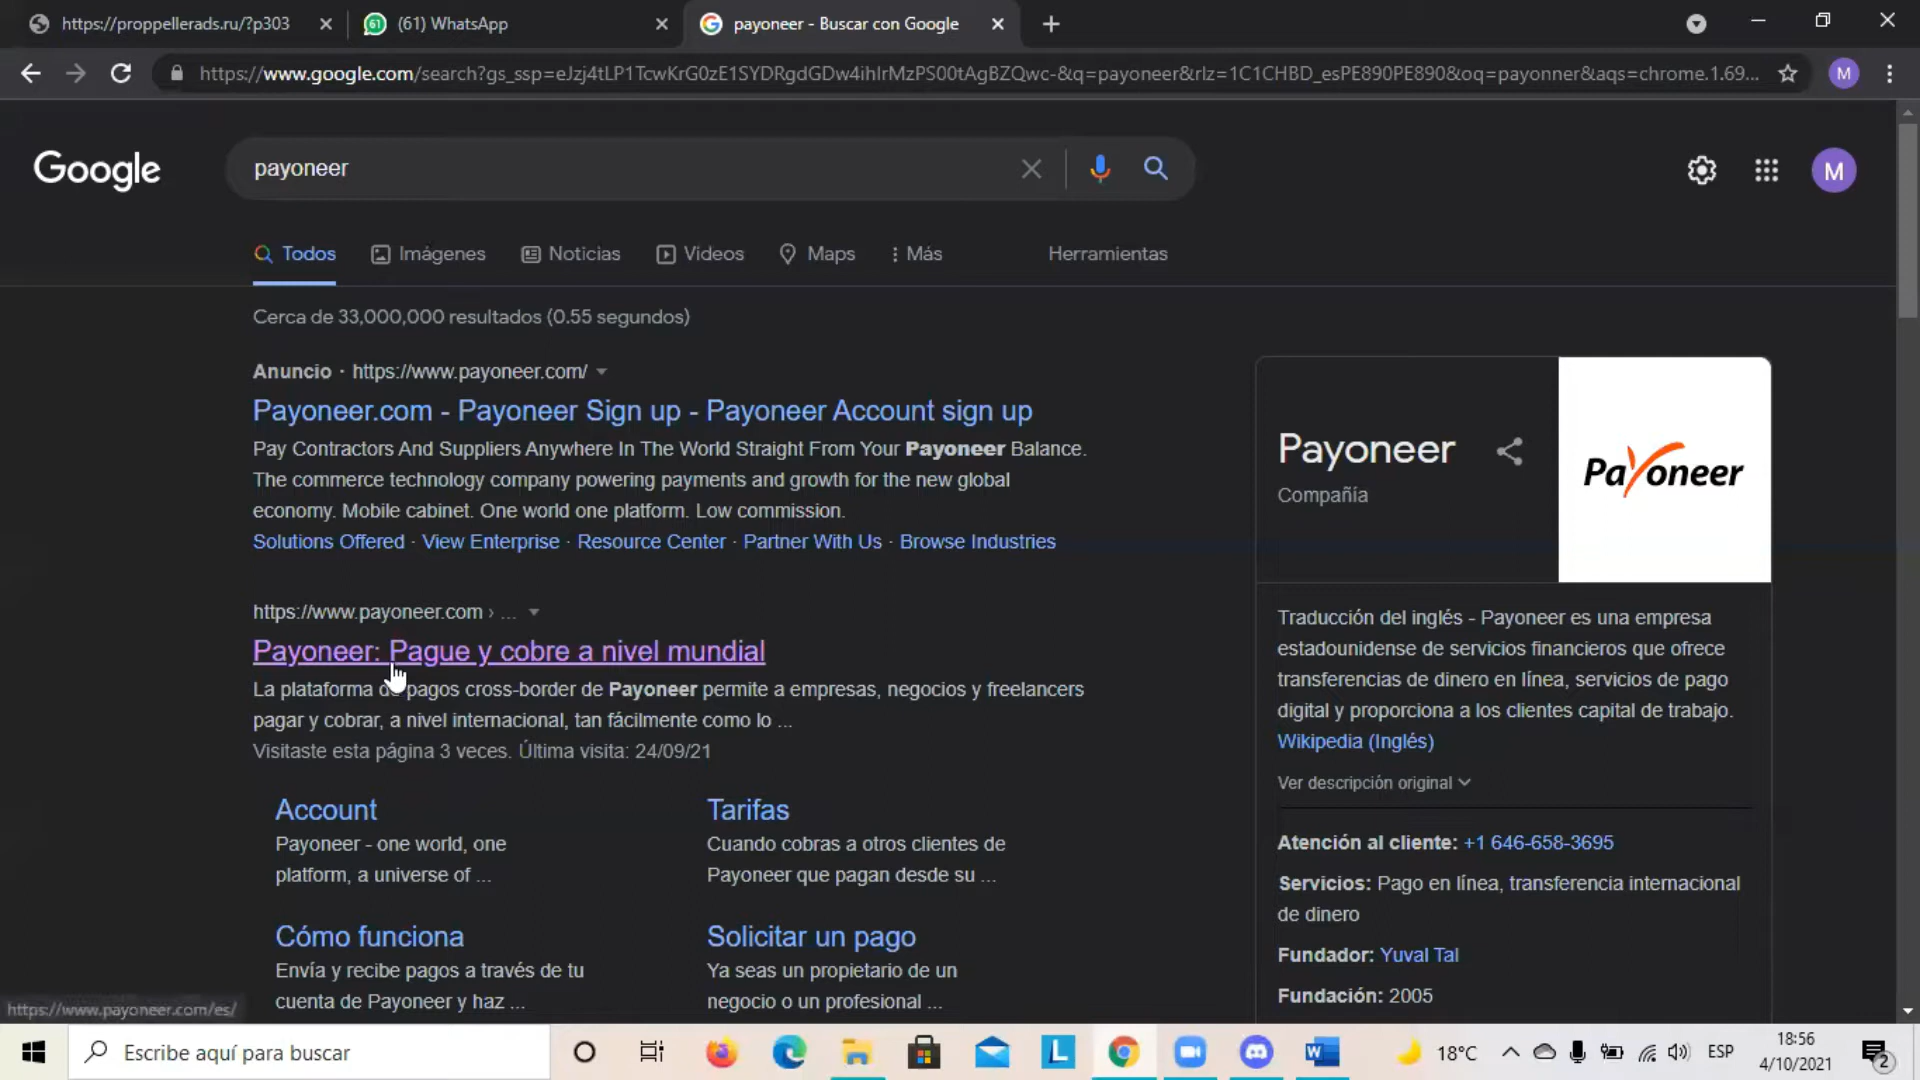 https://proppellerads.ru/?p303
(61) WhatsApp
payoneer - Buscar con Google
https://www.google.com/search?gs_ssp=eJzj4tLP1TcwKrG0zE1SYDRgdGDw4ihIrMzPS00tAgBZQwc-&q=payoneer&rlz=1C1CHBD_esPE890PE890&oq=payonner&aqs=chrome.1.69...
M
Google
payoneer
M
Todos
Imágenes
Noticias
Videos
Maps
Más
Herramientas
Cerca de 33,000,000 resultados (0.55 segundos)
Anuncio · https://www.payoneer.com/
Payoneer.com - Payoneer Sign up - Payoneer Account sign up
Pay Contractors And Suppliers Anywhere In The World Straight From Your Payoneer Balance.
The commerce technology company powering payments and growth for the new global
economy. Mobile cabinet. One world one platform. Low commission.
Solutions Offered · View Enterprise · Resource Center · Partner With Us · Browse Industries
https://www.payoneer.com › ...
Payoneer: Pague y cobre a nivel mundial
La plataforma de pagos cross-border de Payoneer permite a empresas, negocios y freelancers
pagar y cobrar, a nivel internacional, tan fácilmente como lo ...
Visitaste esta página 3 veces. Última visita: 24/09/21
Account
Payoneer - one world, one
platform, a universe of ...
Tarifas
Cuando cobras a otros clientes de
Payoneer que pagan desde su ...
Cómo funciona
Envía y recibe pagos a través de tu
cuenta de Payoneer y haz ...
Solicitar un pago
Ya seas un propietario de un
negocio o un profesional ...
Payoneer
Compañía
Payoneer
Traducción del inglés - Payoneer es una empresa
estadounidense de servicios financieros que ofrece
transferencias de dinero en línea, servicios de pago
digital y proporciona a los clientes capital de trabajo.
Wikipedia (Inglés)
Ver descripción original
Atención al cliente: +1 646-658-3695
Servicios: Pago en línea, transferencia internacional
de dinero
Fundador: Yuval Tal
Fundación: 2005
https://www.payoneer.com/es/
Escribe aquí para buscar
L
18°C
ESP
18:56
4/10/2021
2